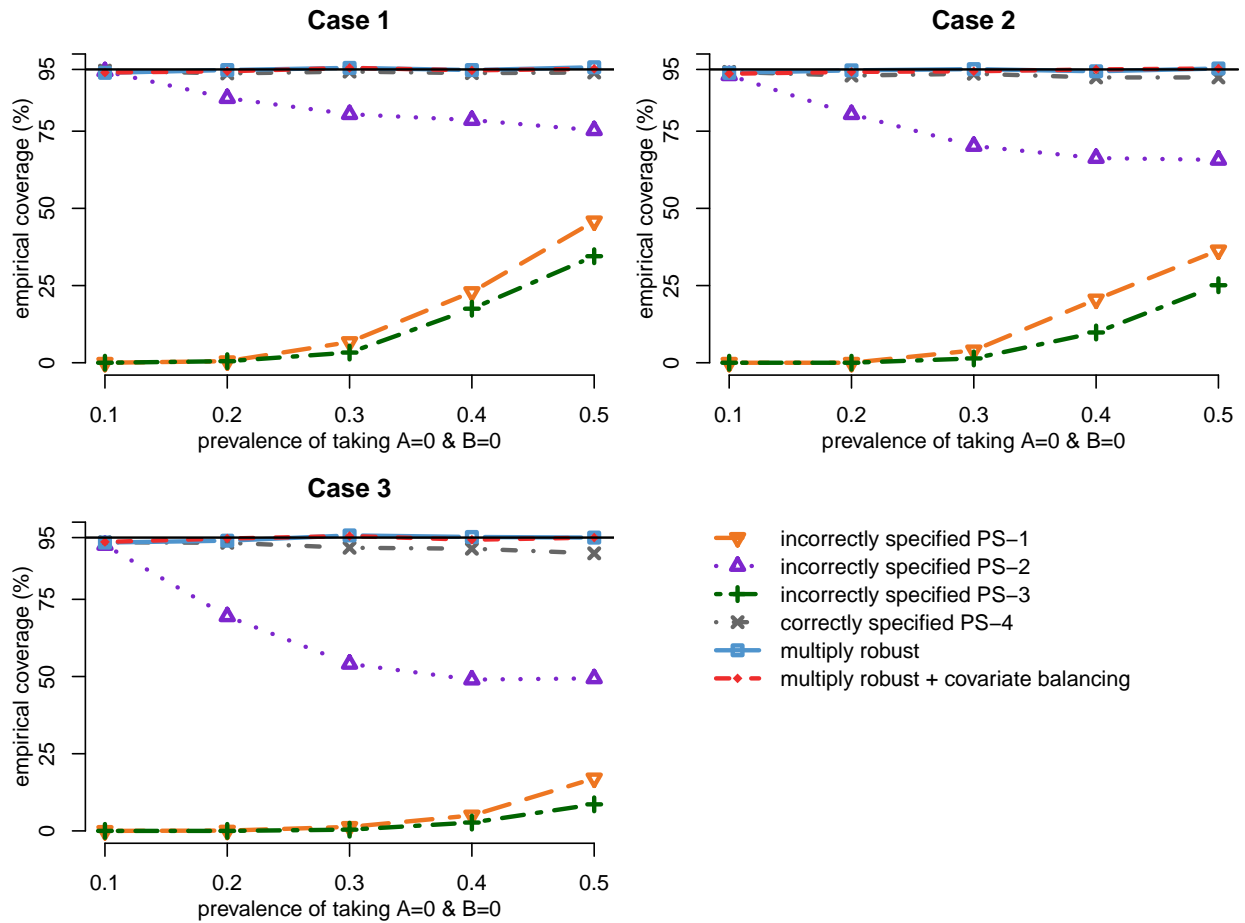 Case 1
empirical coverage (%)
0 25 50 75 95
0.1 0.2 0.3 0.4 0.5
prevalence of taking A=0 & B=0
Case 2
empirical coverage (%)
0 25 50 75 95
0.1 0.2 0.3 0.4 0.5
prevalence of taking A=0 & B=0
Case 3
empirical coverage (%)
0 25 50 75 95
0.1 0.2 0.3 0.4 0.5
prevalence of taking A=0 & B=0
incorrectly specified PS−1
incorrectly specified PS−2
incorrectly specified PS−3
correctly specified PS−4
multiply robust
multiply robust + covariate balancing